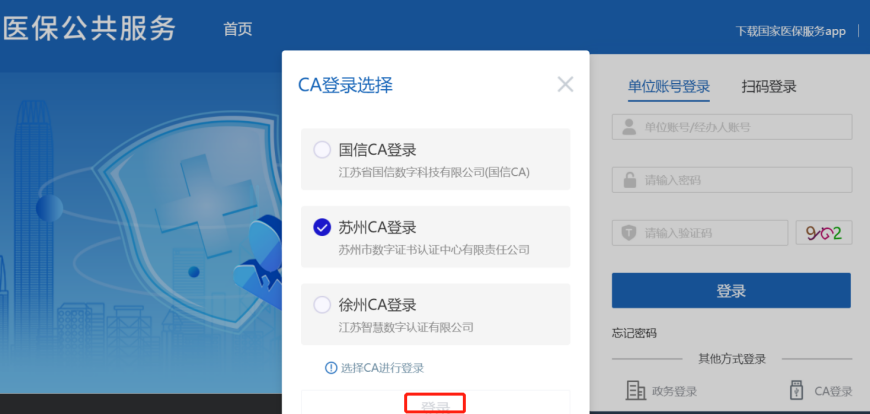 医保公共服务
首页
下载国家医保服务app
CA登录选择
国信CA登录
江苏省国信数字科技有限公司(国信CA)
苏州CA登录
苏州市数字证书认证中心有限责任公司
徐州CA登录
江苏智慧数字认证有限公司
选择CA进行登录
登录
单位账号登录
扫码登录
单位账号/经办人账号
请输入密码
请输入验证码
登录
忘记密码
其他方式登录
政务登录
CA登录